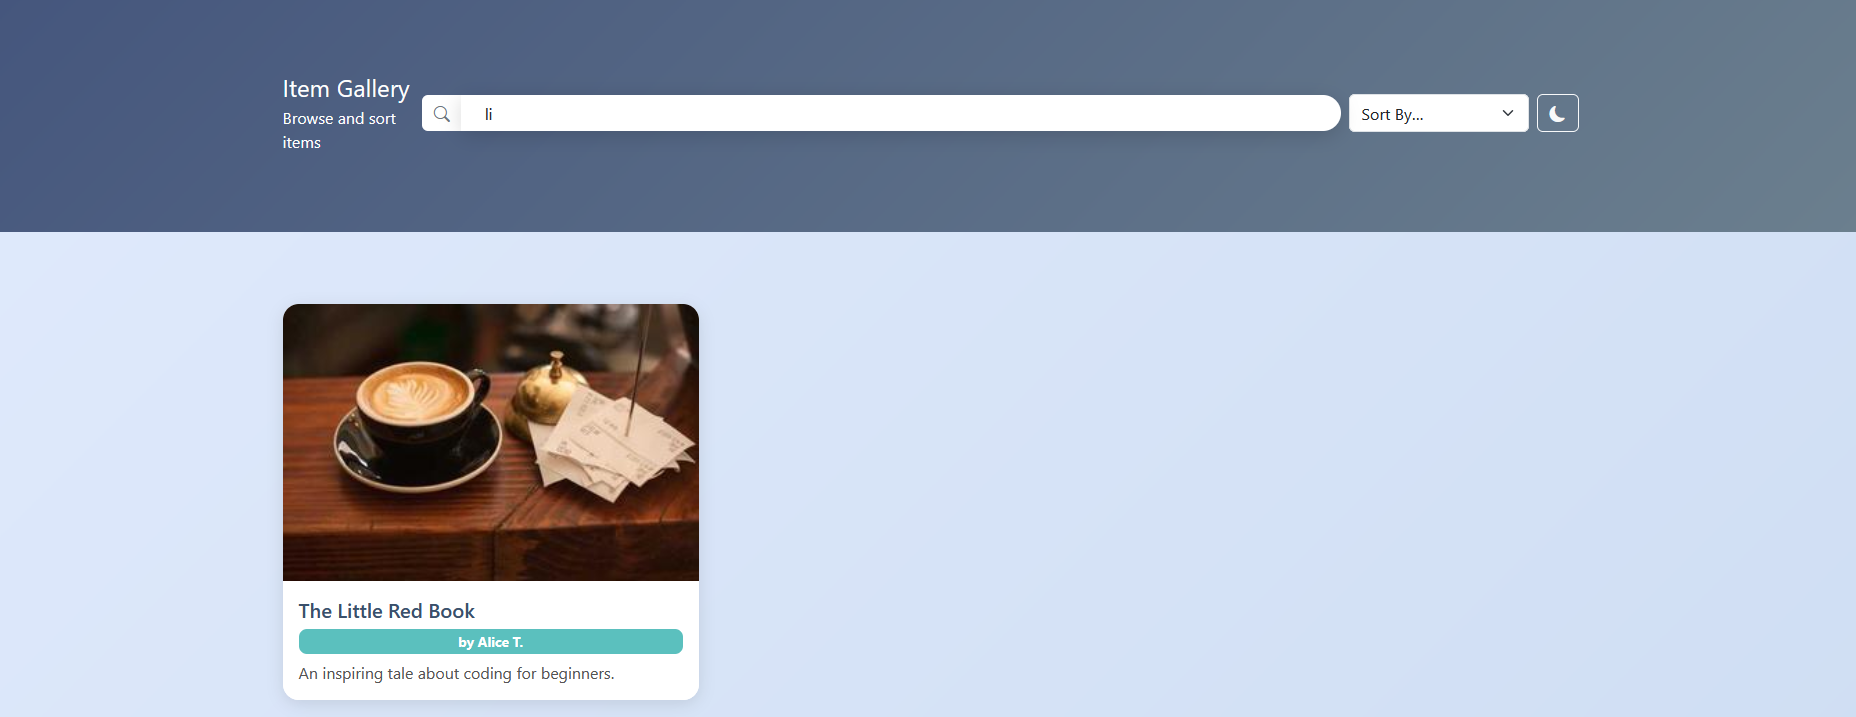 Item Gallery
Browse and sort
items
li
Sort By...
The Little Red Book
by Alice T.
An inspiring tale about coding for beginners.